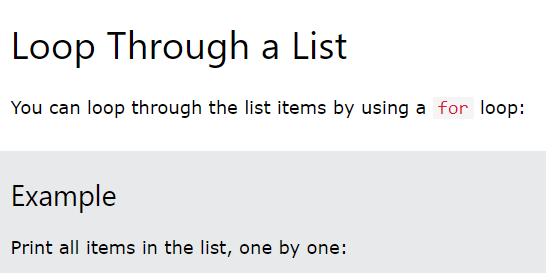 Loop Through a List
You can loop through the list items by using a for loop:
Example
Print all items in the list, one by one: